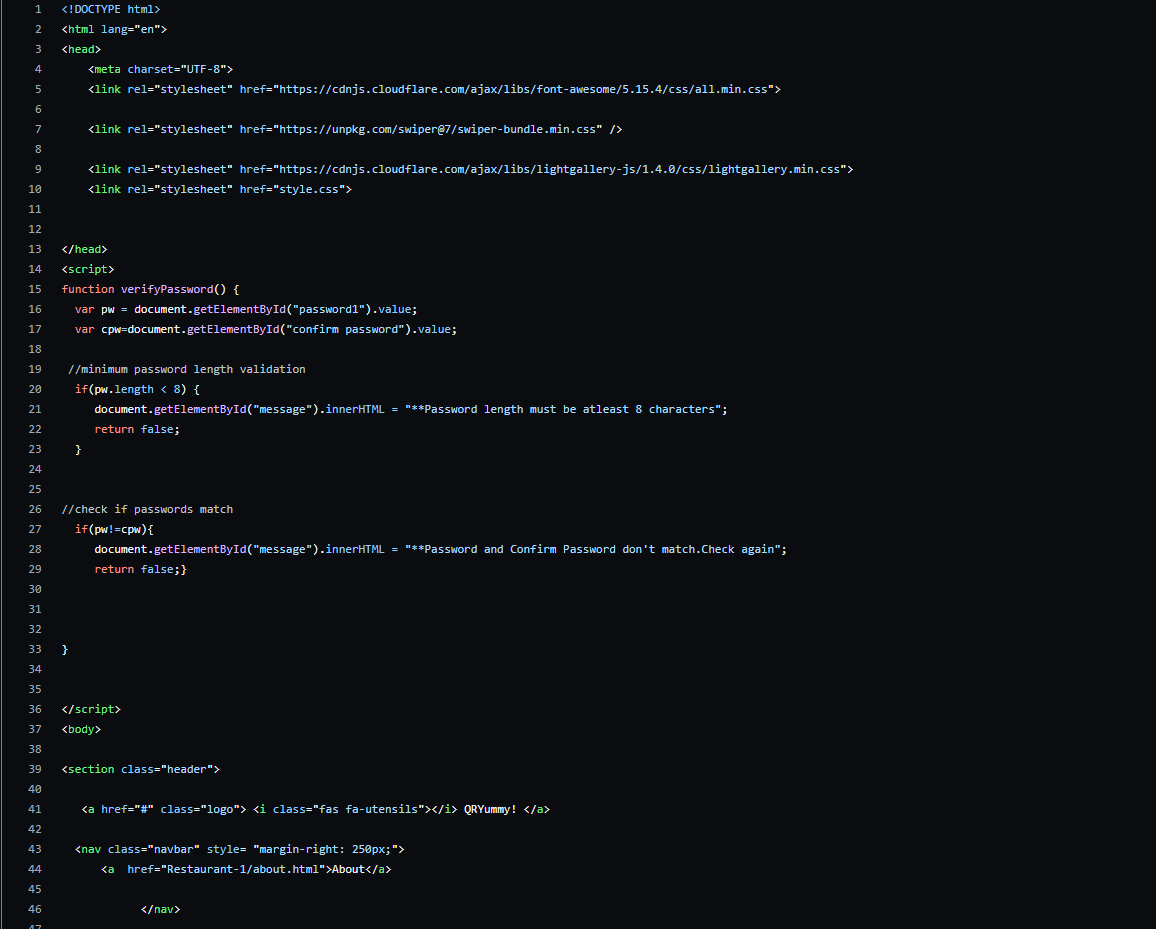 1 <!DOCTYPE html>
2 <html lang="en">
3 <head>
4     <meta charset="UTF-8">
5     <link rel="stylesheet" href="https://cdnjs.cloudflare.com/ajax/libs/font-awesome/5.15.4/css/all.min.css">
6
7     <link rel="stylesheet" href="https://unpkg.com/swiper@7/swiper-bundle.min.css" />
8
9     <link rel="stylesheet" href="https://cdnjs.cloudflare.com/ajax/libs/lightgallery-js/1.4.0/css/lightgallery.min.css">
10     <link rel="stylesheet" href="style.css">
11
12
13 </head>
14 <script>
15 function verifyPassword() {
16   var pw = document.getElementById("password1").value;
17   var cpw=document.getElementById("confirm password").value;
18
19  //minimum password length validation
20   if(pw.length < 8) {
21      document.getElementById("message").innerHTML = "**Password length must be atleast 8 characters";
22      return false;
23   }
24
25
26 //check if passwords match
27   if(pw!=cpw){
28      document.getElementById("message").innerHTML = "**Password and Confirm Password don't match.Check again";
29      return false;}
30
31
32
33 }
34
35
36 </script>
37 <body>
38
39 <section class="header">
40
41    <a href="#" class="logo"> <i class="fas fa-utensils"></i> QRYummy! </a>
42
43   <nav class="navbar" style= "margin-right: 250px;">
44       <a  href="Restaurant-1/about.html">About</a>
45
46             </nav>
47